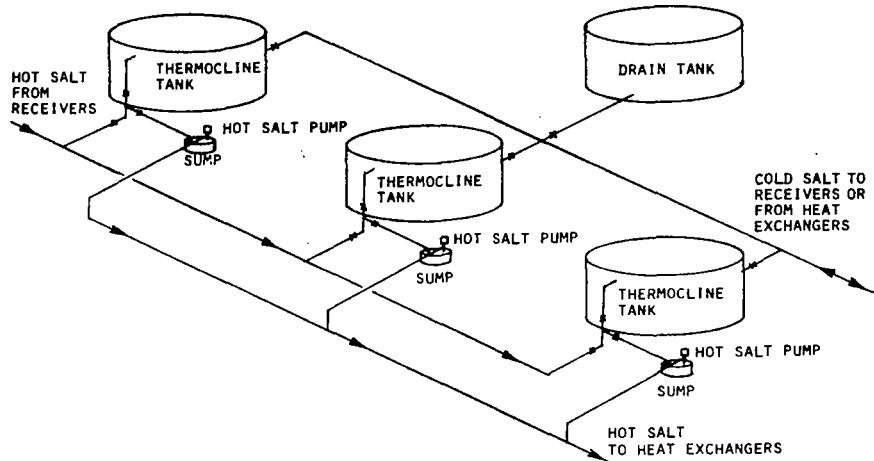 THERMOCLINE
TANK
DRAIN TANK
HOT SALT
FROM
RECEIVERS
HOT SALT PUMP
SUMP
THERMOCLINE
TANK
COLD SALT TO
RECEIVERS OR
FROM HEAT
EXCHANGERS
HOT SALT PUMP
SUMP
THERMOCLINE
TANK
HOT SALT PUMP
SUMP
HOT SALT
TO HEAT EXCHANGERS